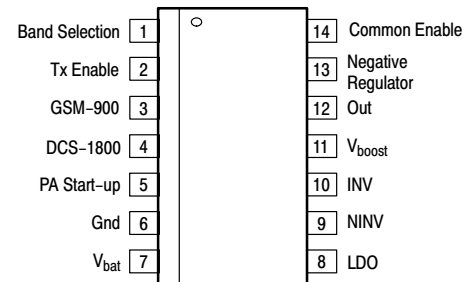 Band Selection 1
Tx Enable 2
GSM-900 3
DCS-1800 4
PA Start-up 5
Gnd 6
Vbat 7
14 Common Enable
13 Negative
Regulator
12 Out
11 Vboost
10 INV
9 NINV
8 LDO